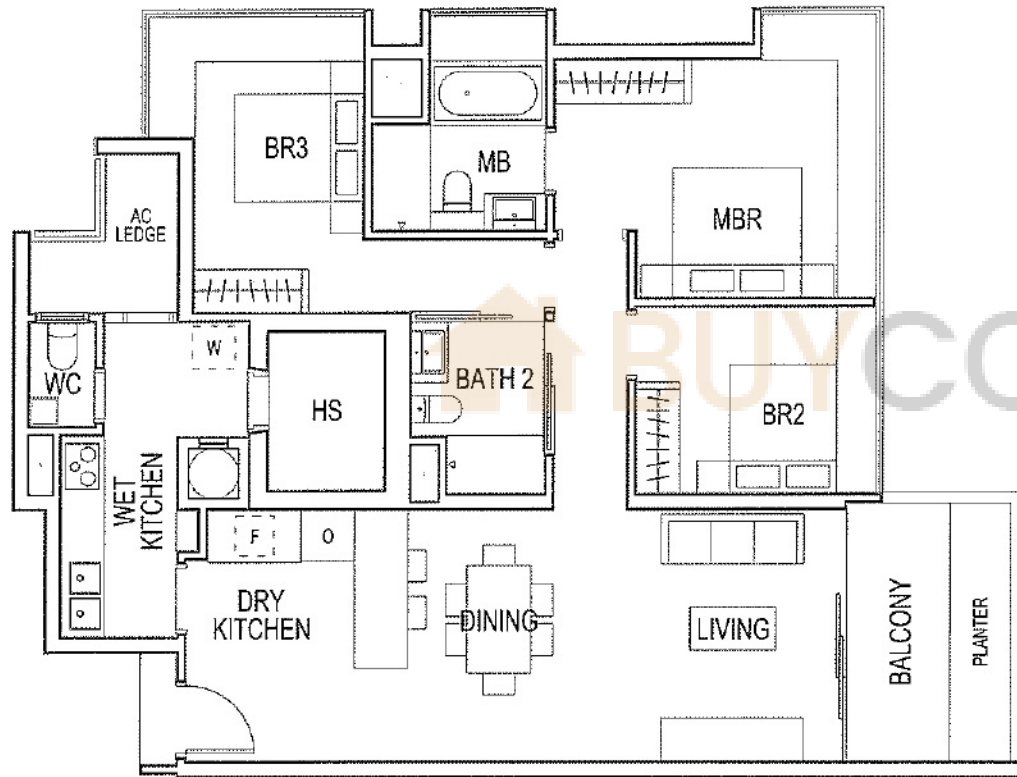 BR3
MB
MBR
AC
LEDGE
W
WC
HS
BATH 2
BUYCO
BR2
WET
KITCHEN
F
O
DRY
KITCHEN
DINING
LIVING
BALCONY
PLANTER